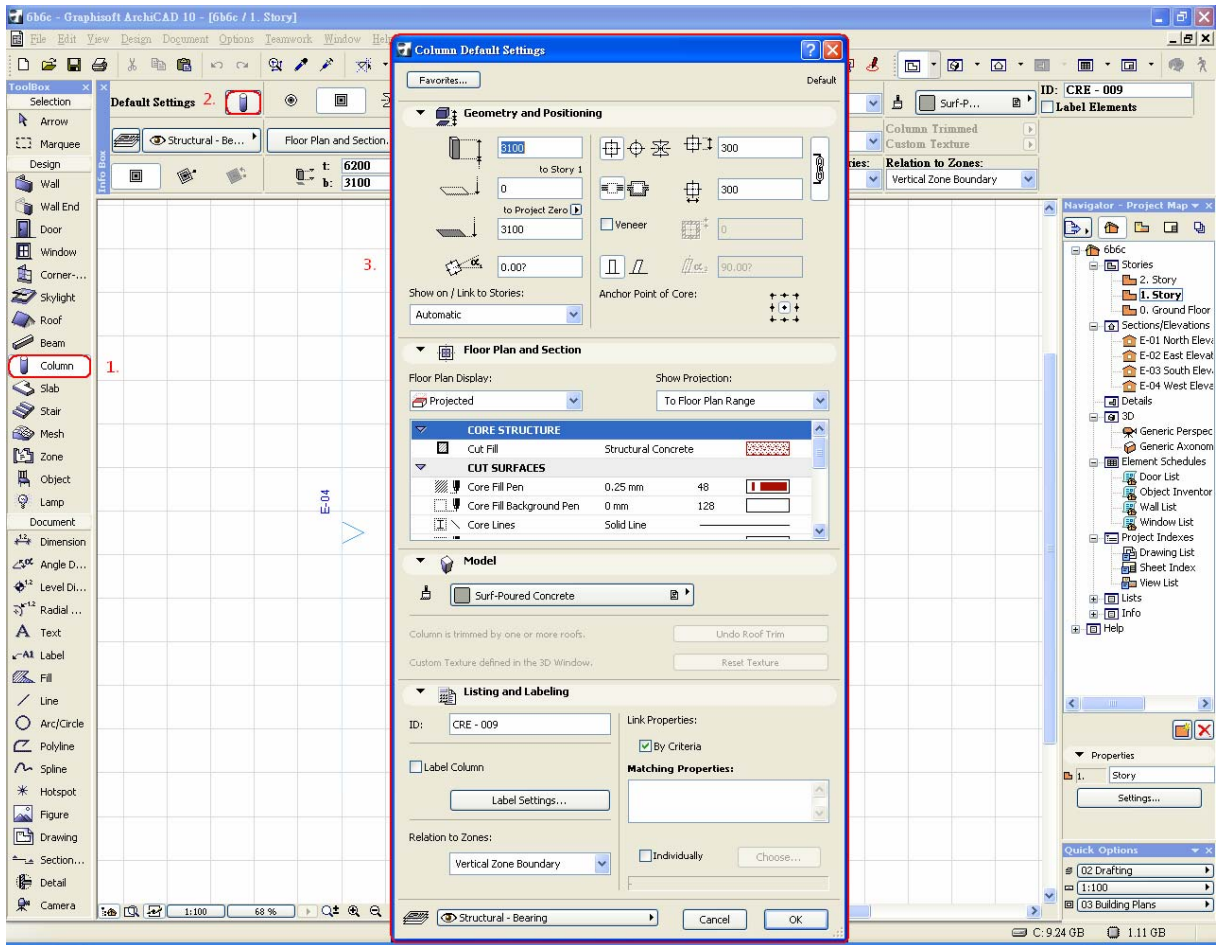 6b6c - Graphisoft ArchiCAD 10 - [6b6c / 1. Story]
File Edit View Design Document Options Teamwork Window Help
ToolBox
Selection
Arrow
Marquee
Design
Wall
Wall End
Door
Window
Corner-...
Skylight
Roof
Beam
Column
1.
Slab
Stair
Mesh
Zone
Object
Lamp
Document
Dimension
Angle D...
Level Di...
Radial ...
Text
Label
Fill
Line
Arc/Circle
Polyline
Spline
Hotspot
Figure
Drawing
Section...
Detail
Camera
Info Box
Default Settings 2.
Structural - Be...
Floor Plan and Section.
t: 6200
b: 3100
3.
E-04
Column Default Settings
Favorites...
Default
Geometry and Positioning
3100
to Story 1
0
to Project Zero
3100
0.00?
300
300
Veneer
0
90.00?
Show on / Link to Stories:
Automatic
Anchor Point of Core:
Floor Plan and Section
Floor Plan Display:
Show Projection:
Projected
To Floor Plan Range
CORE STRUCTURE
Cut Fill Structural Concrete
CUT SURFACES
Core Fill Pen 0.25 mm 48
Core Fill Background Pen 0 mm 128
Core Lines Solid Line
Model
Surf-Poured Concrete
Column is trimmed by one or more roofs.
Undo Roof Trim
Custom Texture defined in the 3D Window.
Reset Texture
Listing and Labeling
ID: CRE - 009
Link Properties:
By Criteria
Label Column
Matching Properties:
Label Settings...
Relation to Zones:
Vertical Zone Boundary
Individually
Choose...
Structural - Bearing
Cancel
OK
Surf-P...
ID: CRE - 009
Label Elements
Column Trimmed
Custom Texture
ries:
Relation to Zones:
Vertical Zone Boundary
Navigator - Project Map
6b6c
Stories
2. Story
1. Story
0. Ground Floor
Sections/Elevations
E-01 North Eleva
E-02 East Elevat
E-03 South Elev
E-04 West Eleva
Details
3D
Generic Perspec
Generic Axonom
Element Schedules
Door List
Object Inventor
Wall List
Window List
Project Indexes
Drawing List
Sheet Index
View List
Lists
Info
Help
Properties
1. Story
Settings...
Quick Options
02 Drafting
1:100
03 Building Plans
1:100
68 %
C: 9.24 GB
1.11 GB